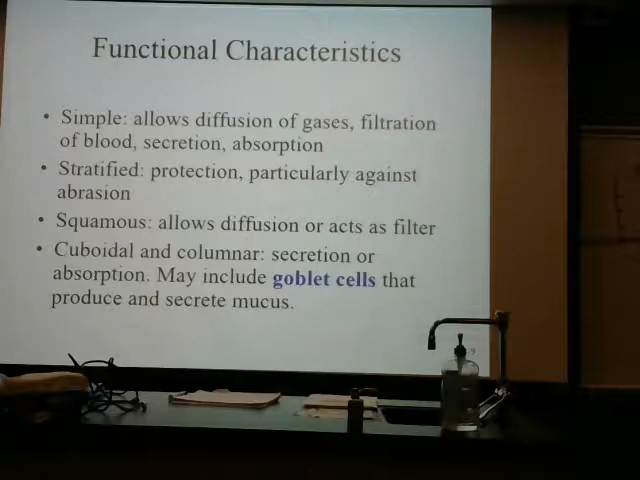 Functional Characteristics
• Simple: allows diffusion of gases, filtration
of blood, secretion, absorption
• Stratified: protection, particularly against
abrasion
• Squamous: allows diffusion or acts as filter
• Cuboidal and columnar: secretion or
absorption. May include goblet cells that
produce and secrete mucus.
9